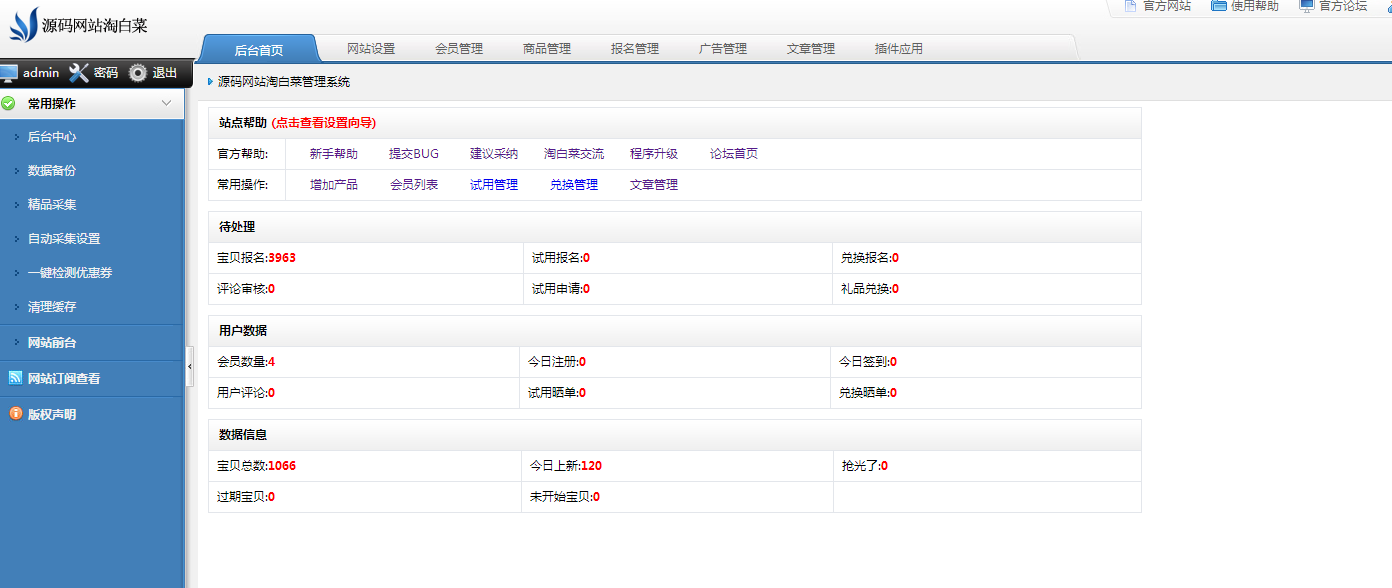 官方网站 使用帮助 官方论坛
源码网站淘白菜
后台首页 网站设置 会员管理 商品管理 报名管理 广告管理 文章管理 插件应用
admin 密码 退出
源码网站淘白菜管理系统
常用操作
后台中心
数据备份
精品采集
自动采集设置
一键检测优惠券
清理缓存
网站前台
网站订阅查看
版权声明
站点帮助 (点击查看设置向导)
官方帮助: 新手帮助 提交BUG 建议采纳 淘白菜交流 程序升级 论坛首页
常用操作: 增加产品 会员列表 试用管理 兑换管理 文章管理
待处理
宝贝报名:3963 试用报名:0 兑换报名:0
评论审核:0 试用申请:0 礼品兑换:0
用户数据
会员数量:4 今日注册:0 今日签到:0
用户评论:0 试用晒单:0 兑换晒单:0
数据信息
宝贝总数:1066 今日上新:120 抢光了:0
过期宝贝:0 未开始宝贝:0